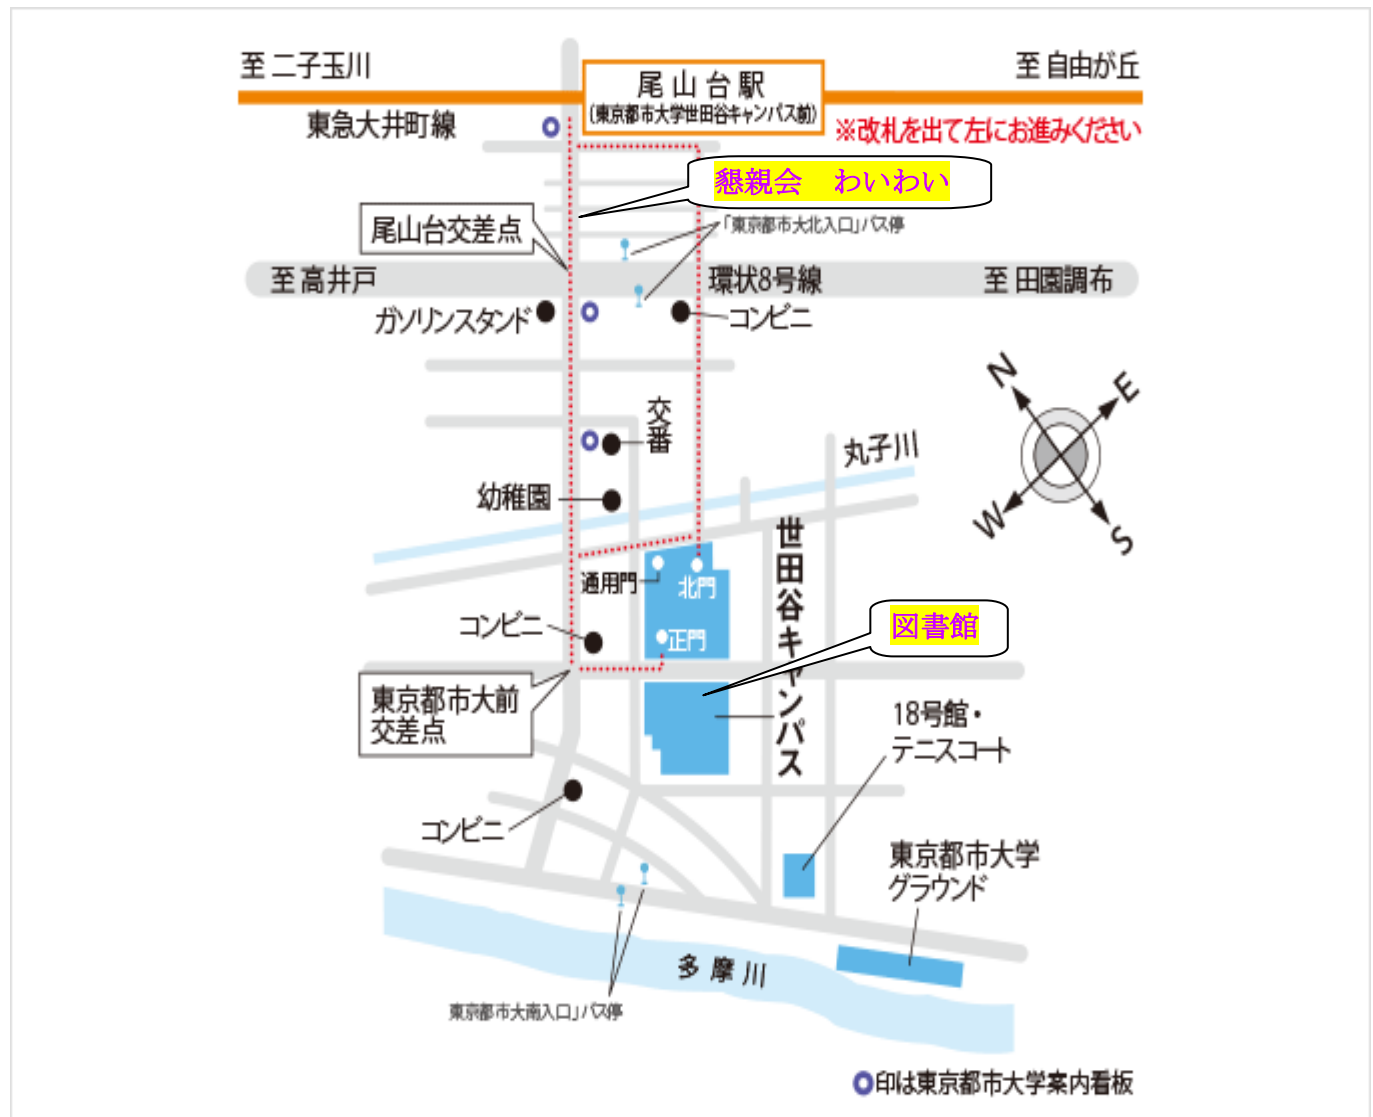 至 二子玉川
尾山台駅
(東京都市大学世田谷キャンパス前)
至 自由が丘
東急大井町線
※改札を出て左にお進みください
懇親会　わいわい
尾山台交差点
「東京都市大北入口」バス停
至 高井戸
環状8号線
至 田園調布
ガソリンスタンド
コンビニ
交番
N
E
W
S
丸子川
幼稚園
世田谷キャンパス
通用門
北門
コンビニ
正門
図書館
東京都市大前
交差点
18号館・
テニスコート
コンビニ
東京都市大学
グラウンド
多摩川
東京都市大南入口」バス停
印は東京都市大学案内看板